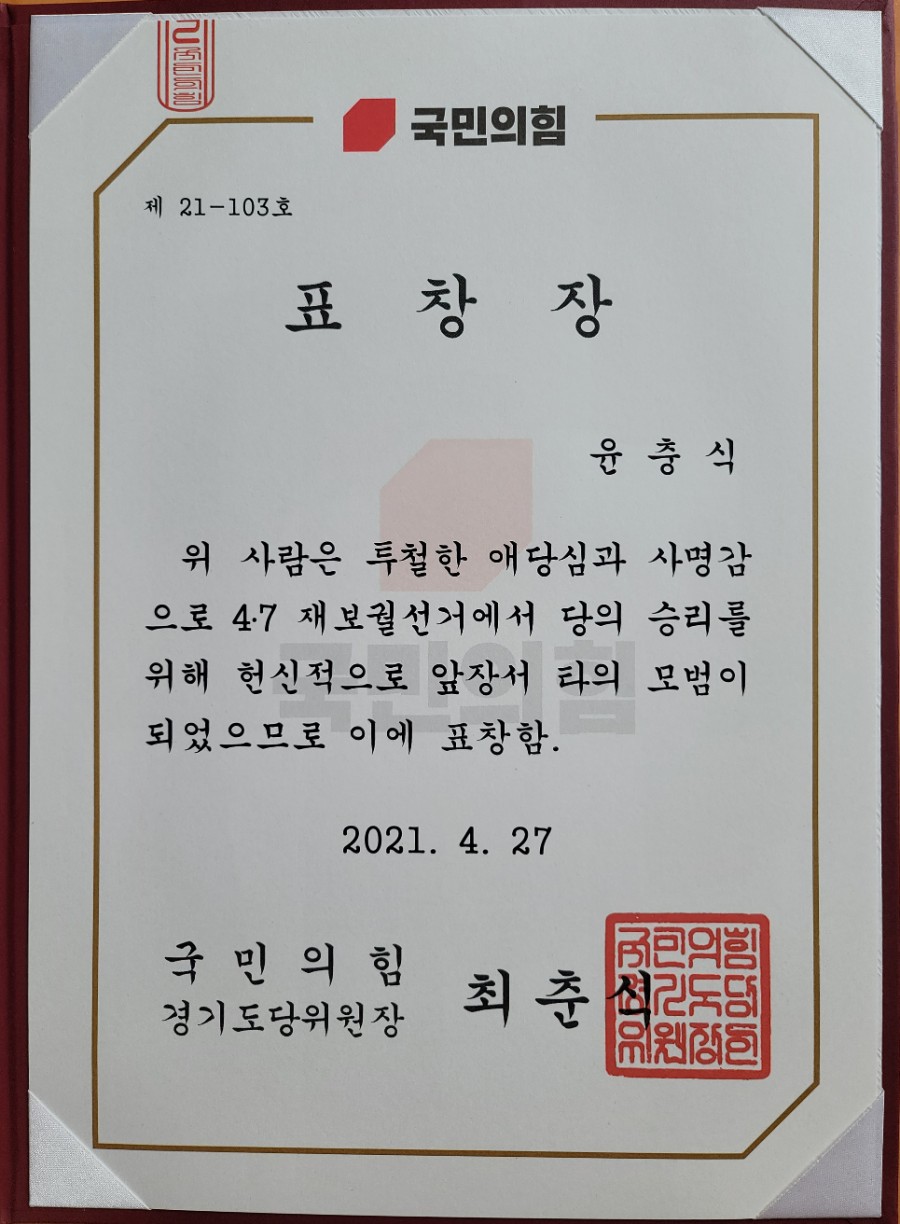 국민의힘
제 21-103호
표 창 장
윤 충 식
위 사람은 투철한 애당심과 사명감
으로 4·7 재보궐선거에서 당의 승리를
위해 헌신적으로 앞장서 타의 모범이
되었으므로 이에 표창함.
국민의힘
2021. 4. 27
국 민 의 힘
경기도당위원장 최 춘 식